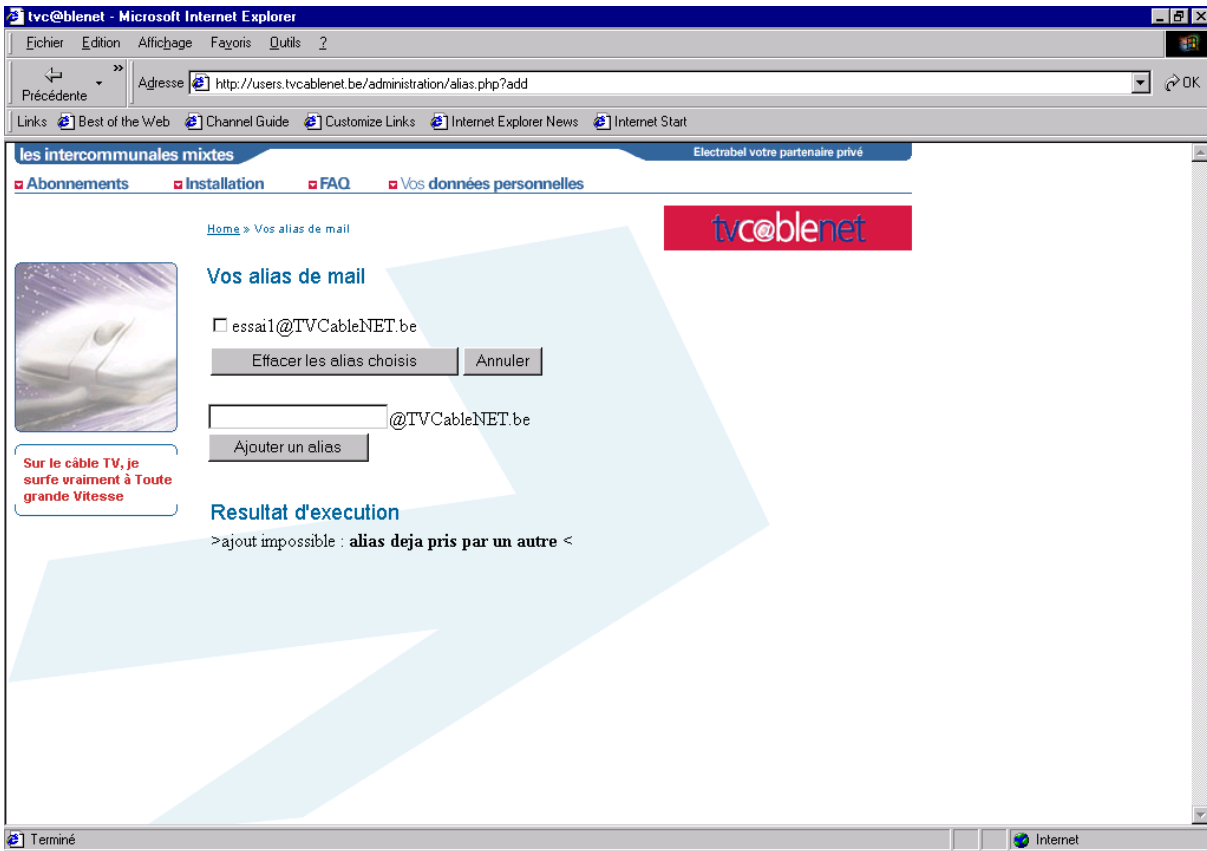 tvc@blenet - Microsoft Internet Explorer
Fichier Edition Affichage Favoris Outils ?
Précédente » Adresse http://users.tvcablenet.be/administration/alias.php?add OK
Links Best of the Web Channel Guide Customize Links Internet Explorer News Internet Start
les intercommunales mixtes Electrabel votre partenaire privé
Abonnements Installation FAQ Vos données personnelles
tvc@blenet
Home » Vos alias de mail
Vos alias de mail
essai1@TVCableNET.be
Effacer les alias choisis Annuler
@TVCableNET.be
Ajouter un alias
Sur le câble TV, je
surfe vraiment à Toute
grande Vitesse
Resultat d'execution
>ajout impossible : alias deja pris par un autre <
Terminé Internet